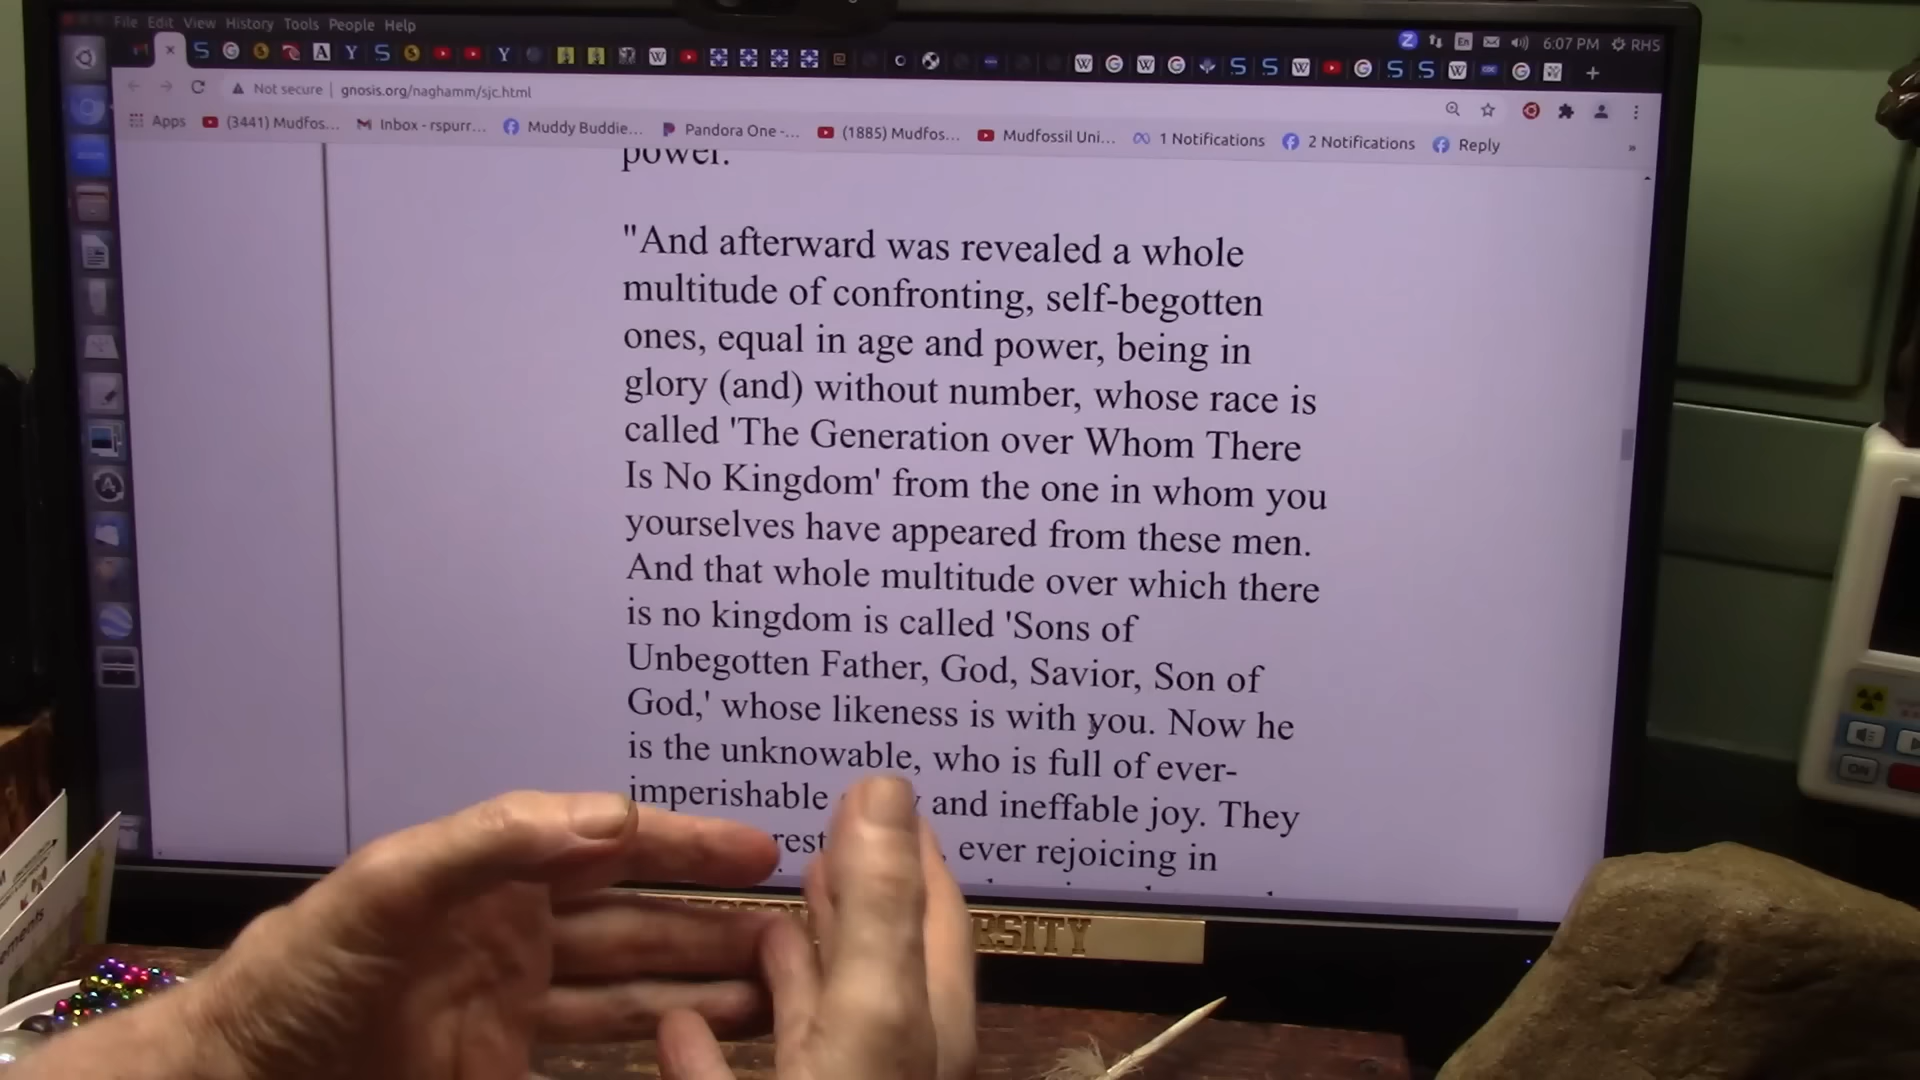 File Edit View History Tools People Help
6:07 PM RHS
Not secure | gnosis.org/naghamm/sjc.html
Apps (3441) Mudfos... Inbox - rspurr... Muddy Buddie... Pandora One -... (1885) Mudfos... Mudfossil Uni... 1 Notifications 2 Notifications Reply »
power.
"And afterward was revealed a whole
multitude of confronting, self-begotten
ones, equal in age and power, being in
glory (and) without number, whose race is
called 'The Generation over Whom There
Is No Kingdom' from the one in whom you
yourselves have appeared from these men.
And that whole multitude over which there
is no kingdom is called 'Sons of
Unbegotten Father, God, Savior, Son of
God,' whose likeness is with you. Now he
is the unknowable, who is full of ever-
imperishable and ineffable joy. They
rest , ever rejoicing in
RSITY
ements
ON